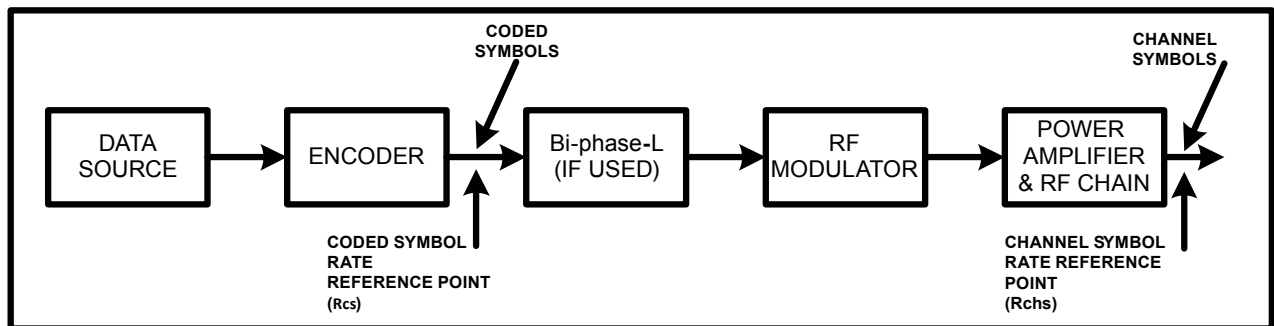 CODED
SYMBOLS
CHANNEL
SYMBOLS
DATA
SOURCE
ENCODER
Bi-phase-L
(IF USED)
RF
MODULATOR
POWER
AMPLIFIER
& RF CHAIN
CODED SYMBOL
RATE
REFERENCE POINT
(Rcs)
CHANNEL SYMBOL
RATE REFERENCE
POINT
(Rchs)